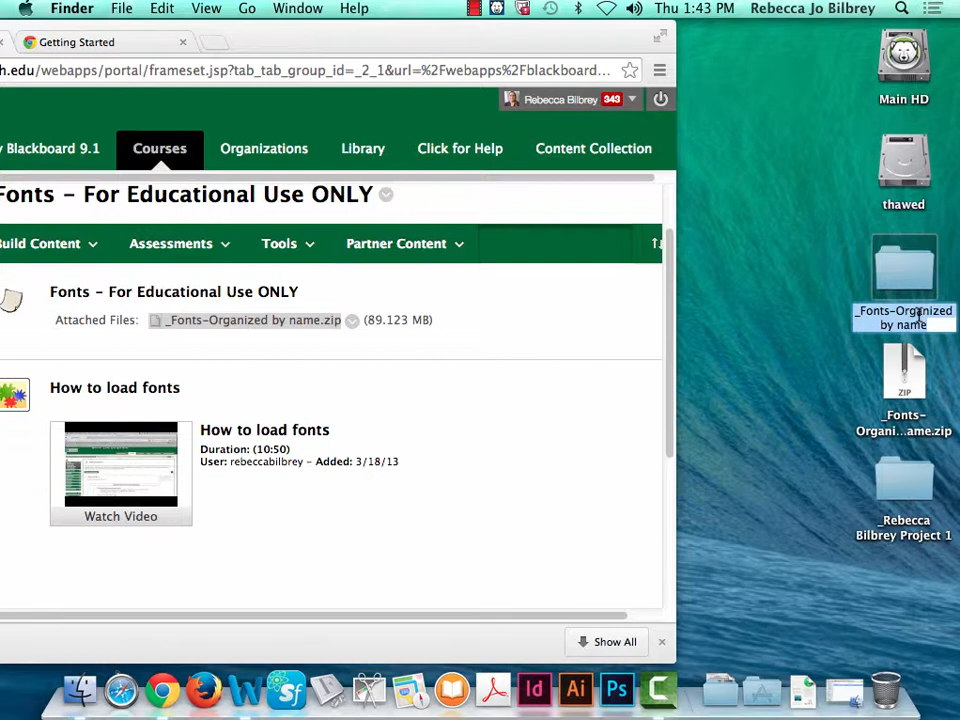 Finder File Edit View Go Window Help Thu 1:43 PM Rebecca Jo Bilbrey
Getting Started
h.edu/webapps/portal/frameset.jsp?tab_tab_group_id=_2_1&url=%2Fwebapps%2Fblackboard...
Rebecca Bilbrey 343
y Blackboard 9.1 Courses Organizations Library Click for Help Content Collection
Fonts - For Educational Use ONLY
Build Content Assessments Tools Partner Content
Fonts - For Educational Use ONLY
Attached Files: _Fonts-Organized by name.zip (89.123 MB)
How to load fonts
How to load fonts
Duration: (10:50)
User: rebeccabilbrey - Added: 3/18/13
Watch Video
Show All
Main HD
thawed
_Fonts-Organized
by name
ZIP
_Fonts-
Organi...ame.zip
_Rebecca
Bilbrey Project 1
W Sf Id Ai Ps C